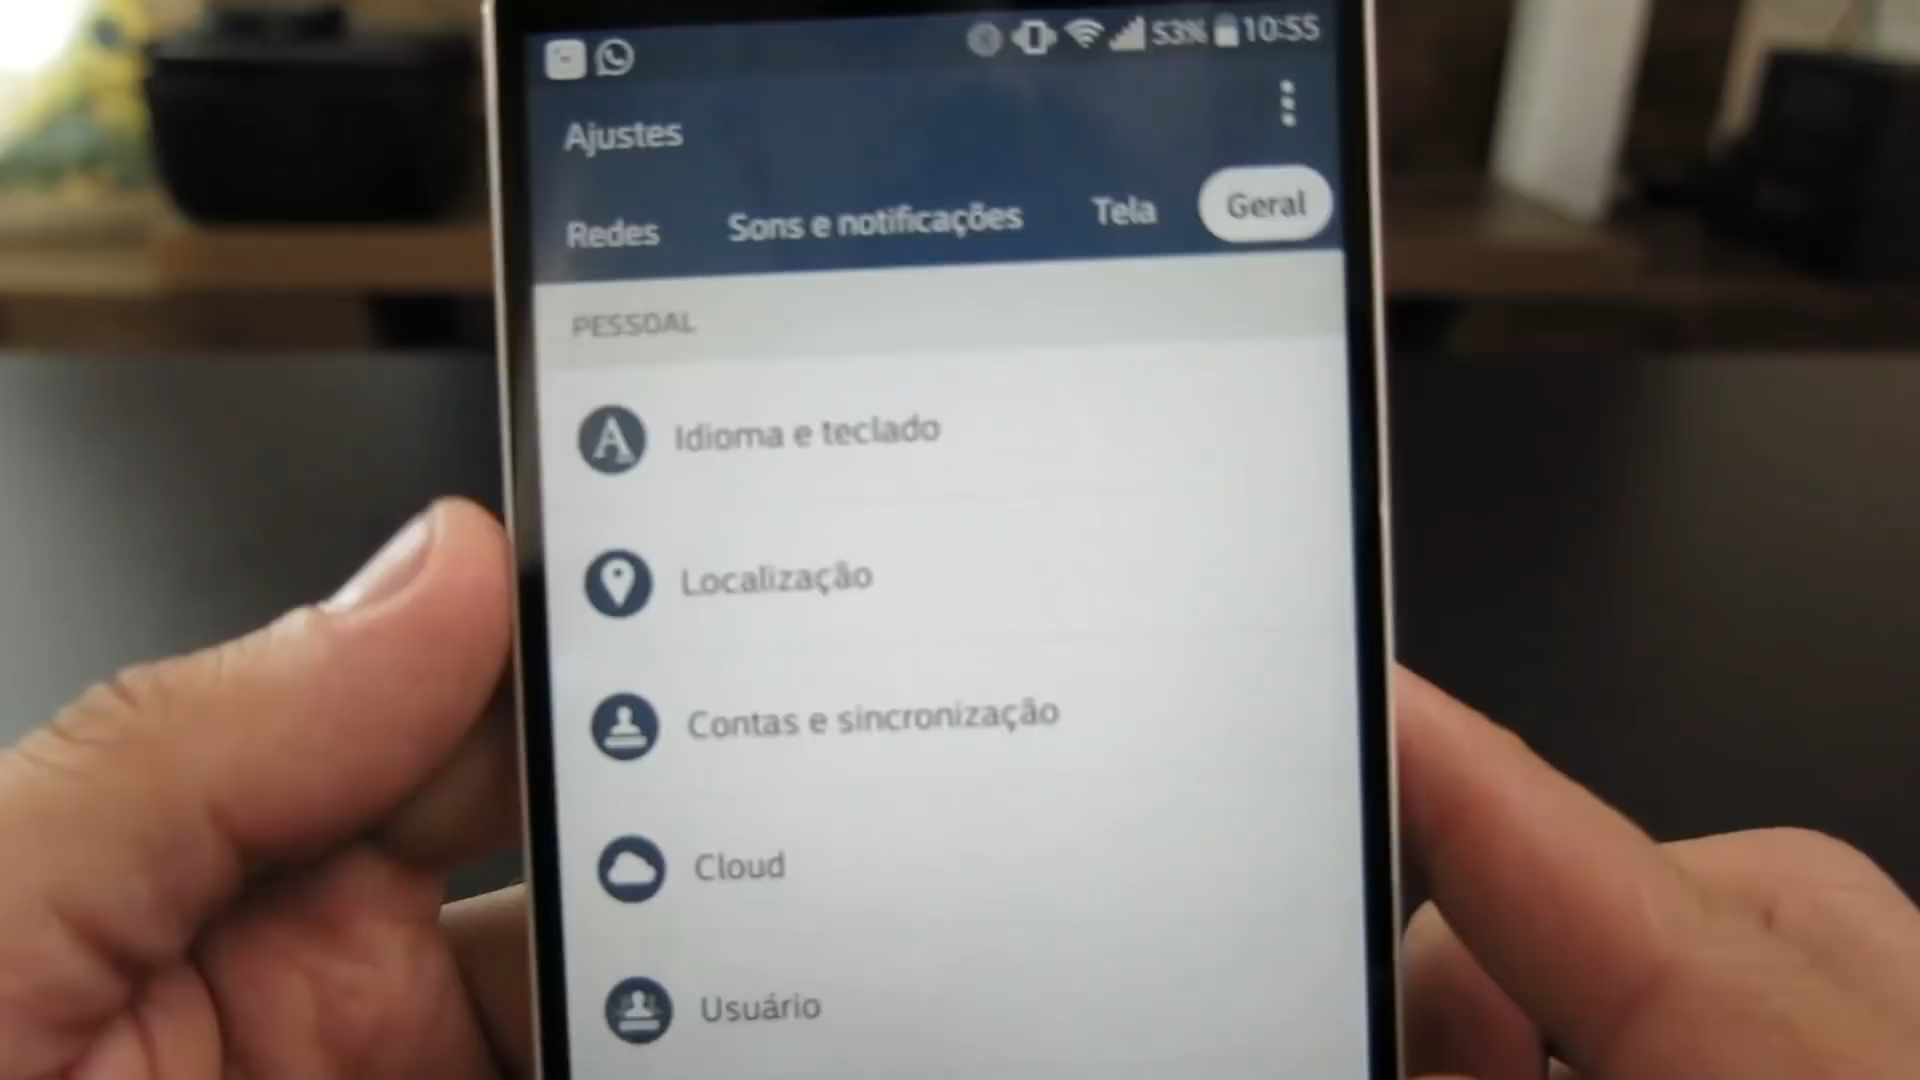 53% 10:55
Ajustes
Redes Sons e notificações Tela Geral
PESSOAL
Idioma e teclado
Localização
Contas e sincronização
Cloud
Usuário